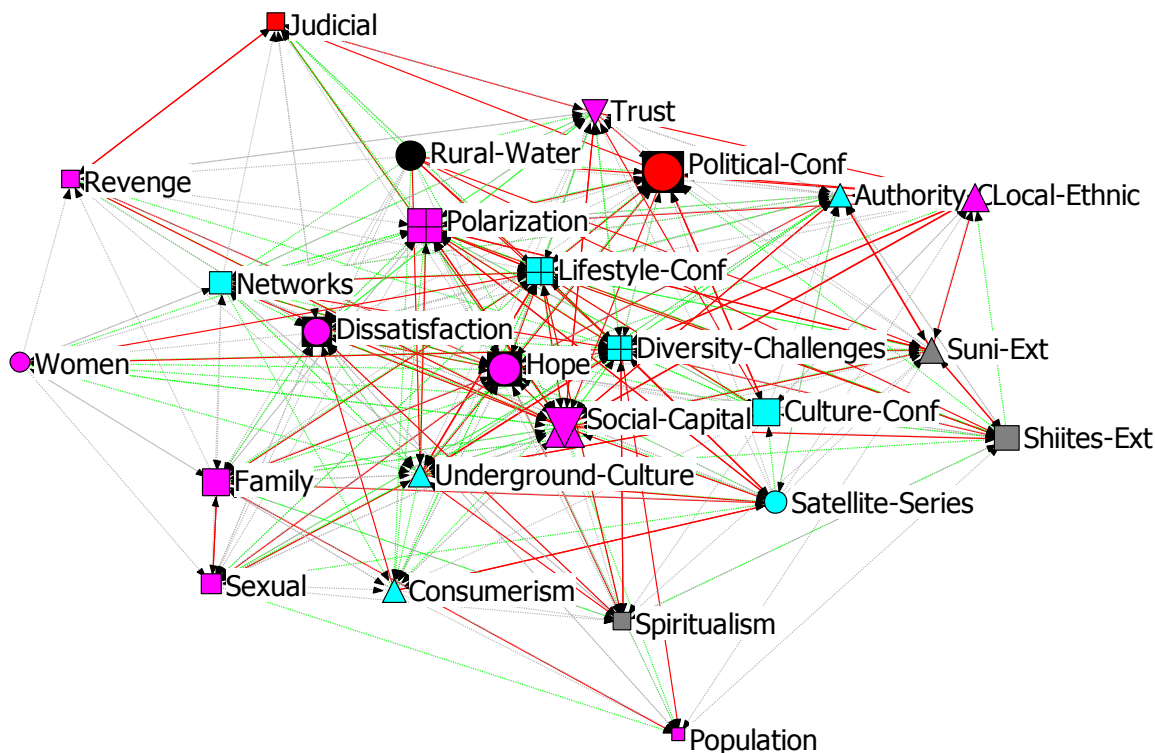 Judicial
Trust
Rural-Water
Political-Conf
Revenge
Authority_C
Local-Ethnic
Polarization
Lifestyle-Conf
Networks
Dissatisfaction
Diversity-Challenges
Suni-Ext
Women
Hope
Social-Capital
Culture-Conf
Shiites-Ext
Family
Underground-Culture
Satellite-Series
Sexual
Consumerism
Spiritualism
Population